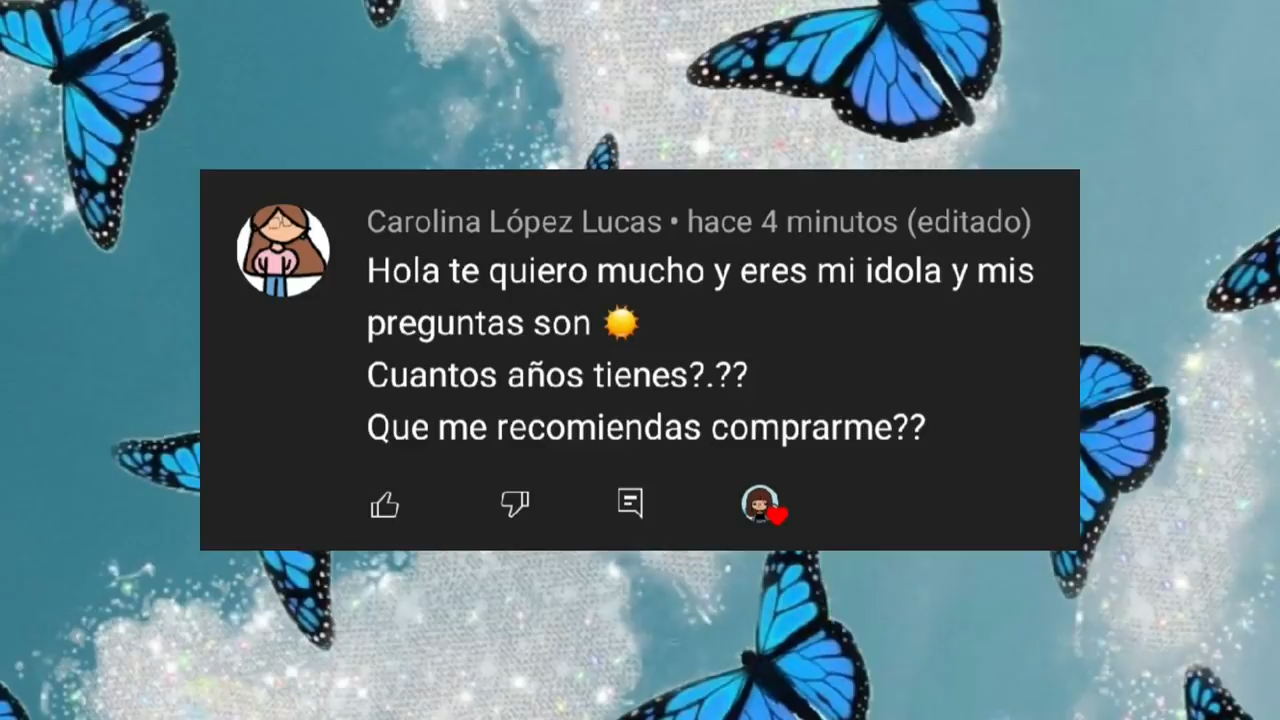 Carolina López Lucas • hace 4 minutos (editado)
Hola te quiero mucho y eres mi idola y mis
preguntas son ☀️
Cuantos años tienes?.??
Que me recomiendas comprarme??